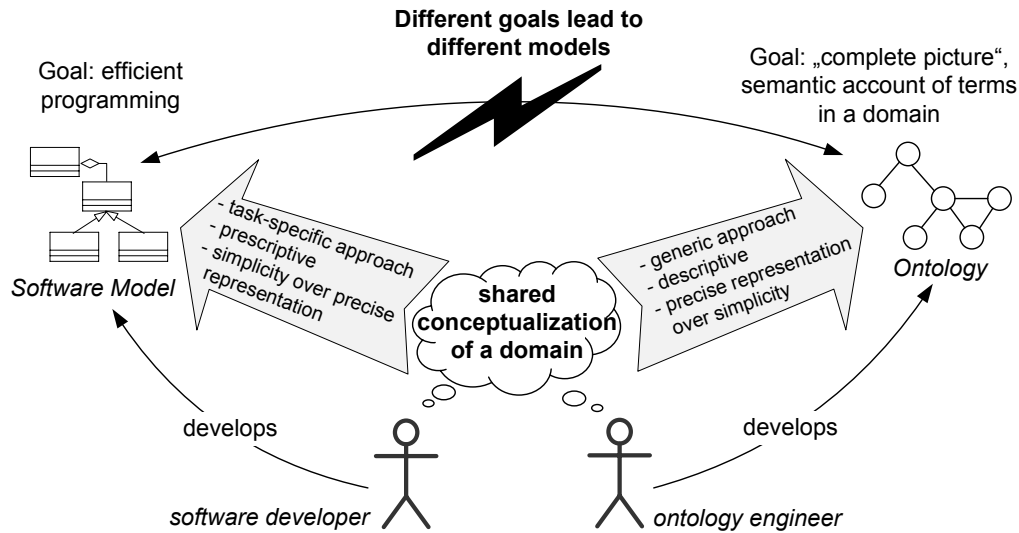 Different goals lead to
different models
Goal: efficient
programming
Goal: „complete picture“,
semantic account of terms
in a domain
- task-specific approach
- prescriptive
- simplicity over precise
representation
- generic approach
- descriptive
- precise representation
over simplicity
Software Model
Ontology
shared
conceptualization
of a domain
develops
develops
software developer
ontology engineer